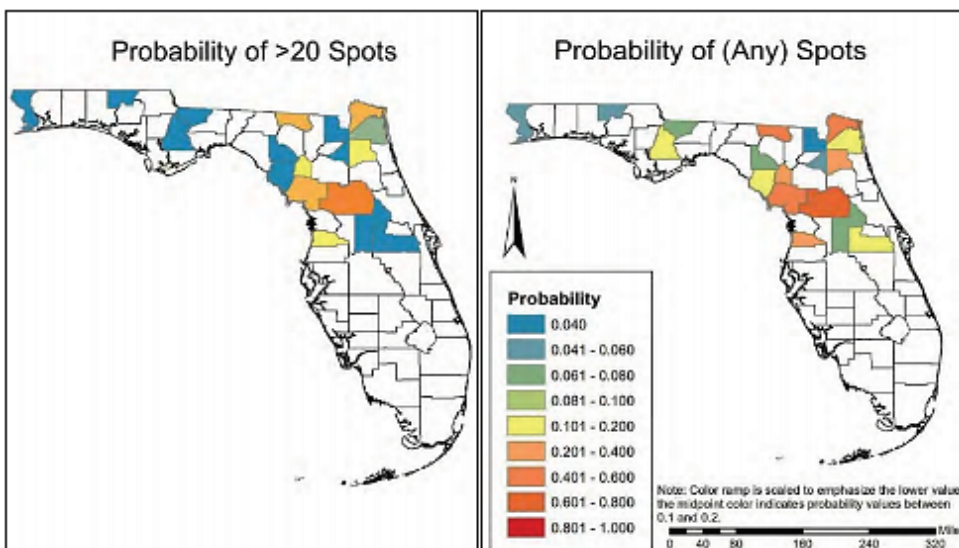 Probability of >20 Spots
Probability of (Any) Spots
N
Probability
0.040
0.041 - 0.060
0.061 - 0.080
0.081 - 0.100
0.101 - 0.200
0.201 - 0.400
0.401 - 0.600
0.601 - 0.800
0.801 - 1.000
Note: Color ramp is scaled to emphasize the lower value
the midpoint color indicates probability values between
0.1 and 0.2.
Mile
0 40 80 160 240 320